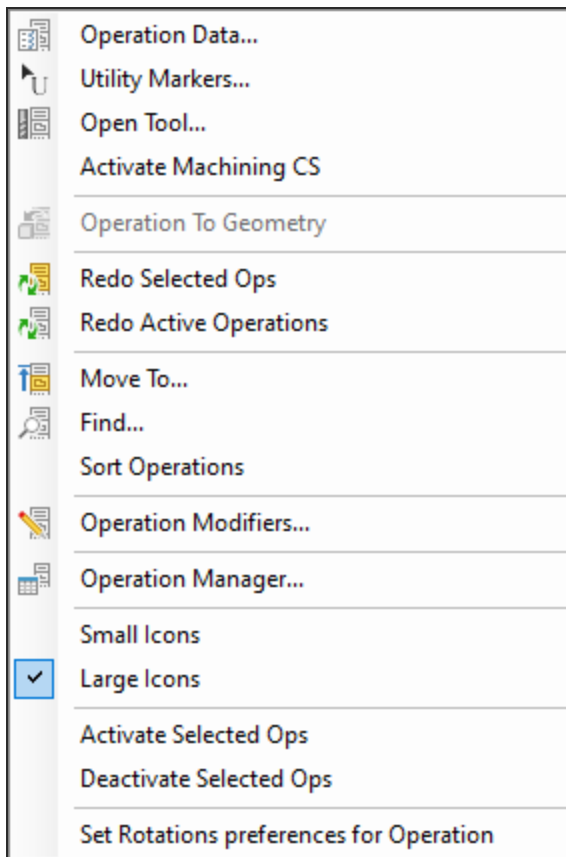 Operation Data...
U Utility Markers...
Open Tool...
Activate Machining CS
Operation To Geometry
Redo Selected Ops
Redo Active Operations
Move To...
Find...
Sort Operations
Operation Modifiers...
Operation Manager...
Small Icons
Large Icons
Activate Selected Ops
Deactivate Selected Ops
Set Rotations preferences for Operation